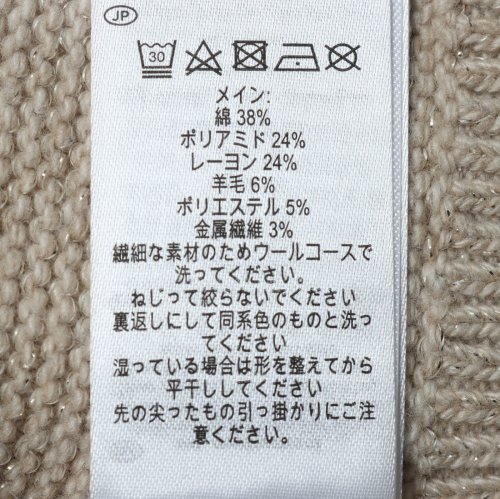 JP
30
メイン:
綿 38%
ポリアミド 24%
レーヨン 24%
羊毛 6%
ポリエステル 5%
金属繊維 3%
繊細な素材のためウールコースで
洗ってください。
ねじって絞らないでください
裏返しにして同系色のものと洗っ
てください
湿っている場合は形を整えてから
平干ししてください
先の尖ったもの引っ掛かりにご注
意ください。